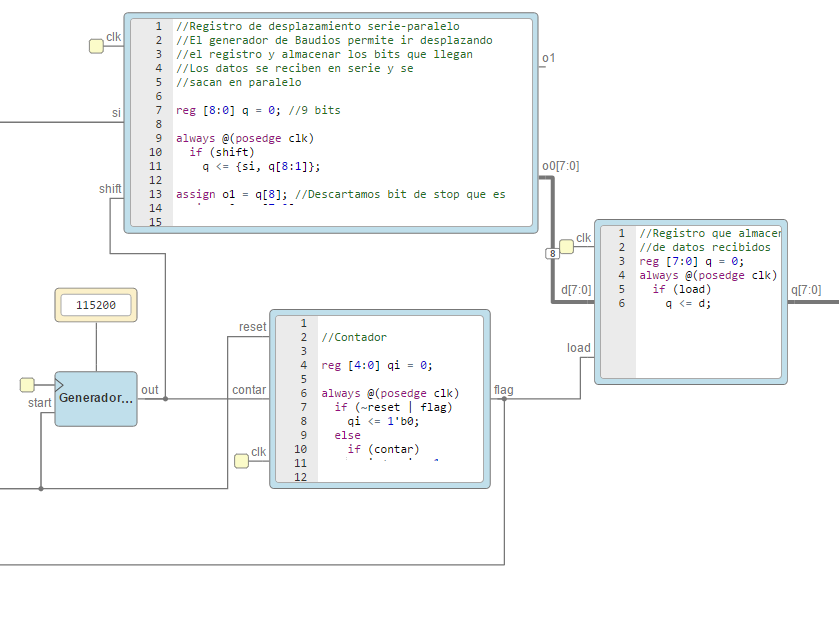 clk
si
shift
1 //Registro de desplazamiento serie-paralelo
2 //El generador de Baudios permite ir desplazando
3 //el registro y almacenar los bits que llegan
4 //Los datos se reciben en serie y se
5 //sacan en paralelo
6
7 reg [8:0] q = 0; //9 bits
8
9 always @(posedge clk)
10 if (shift)
11 q <= {si, q[8:1]};
12
13 assign o1 = q[8]; //Descartamos bit de stop que es
14
15
o1
o0[7:0]
8
clk
d[7:0]
load
1 //Registro que almacen
2 //de datos recibidos
3 reg [7:0] q = 0;
4 always @(posedge clk)
5 if (load)
6 q <= d;
q[7:0]
115200
start
Generador...
out
reset
contar
clk
1
2 //Contador
3
4 reg [4:0] qi = 0;
5
6 always @(posedge clk)
7 if (~reset | flag)
8 qi <= 1'b0;
9 else
10 if (contar)
11
12
flag